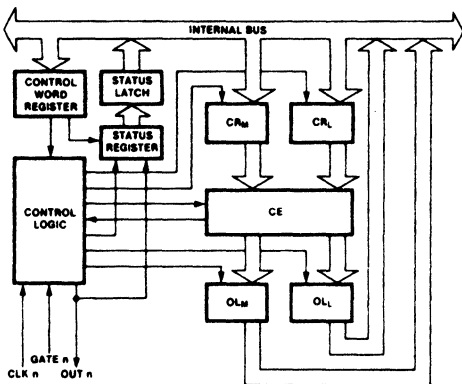 INTERNAL BUS
CONTROL
WORD
REGISTER
STATUS
LATCH
STATUS
REGISTER
CRM
CRL
CONTROL
LOGIC
CE
OLM
OLL
GATE n
CLK n
OUT n